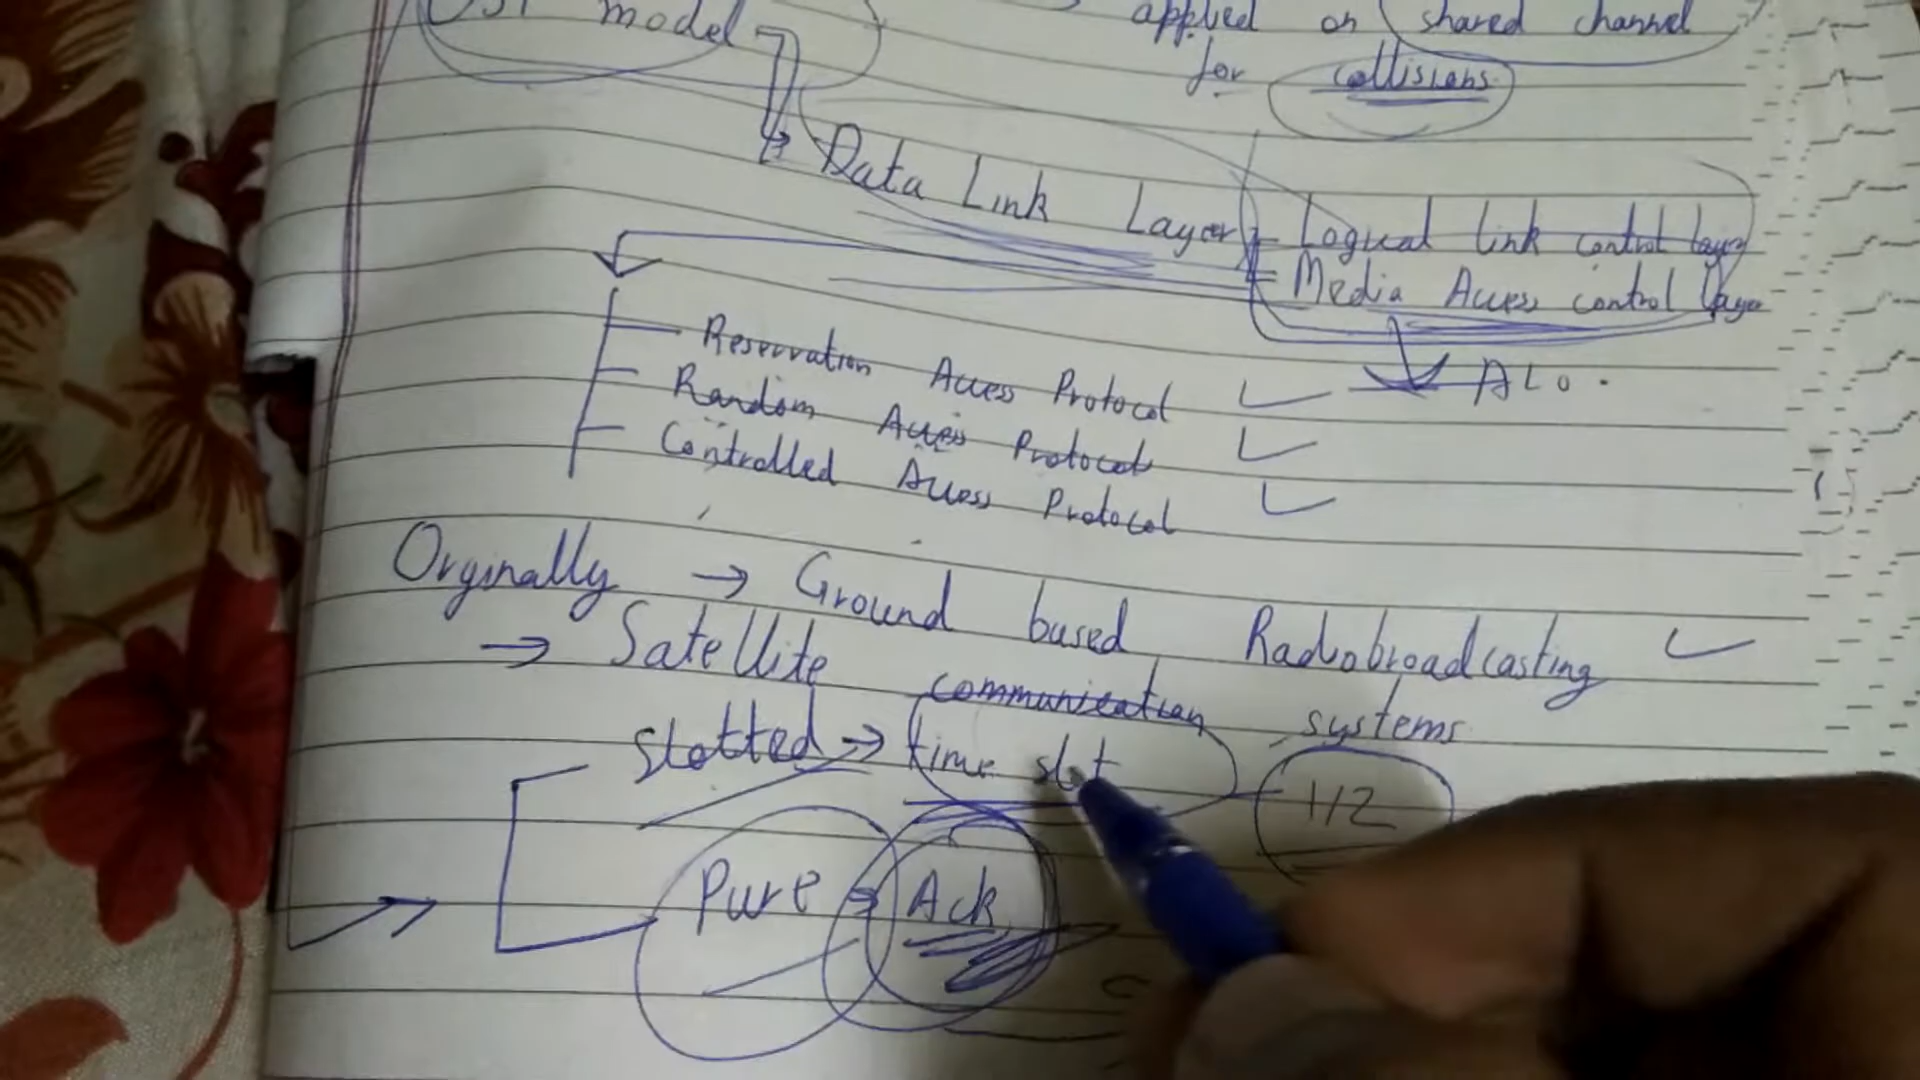 OSI model
applied on shared channel
for collisions
Data Link Layer
Logical link control layer
Media Access control layer
ALO.
Reservation Access Protocol
Random Access Protocol
Controlled Access Protocol
Orginally → Ground based Radiobroadcasting
→ Satellite communication systems
slotted → time slot
1/2
Pure → Ack